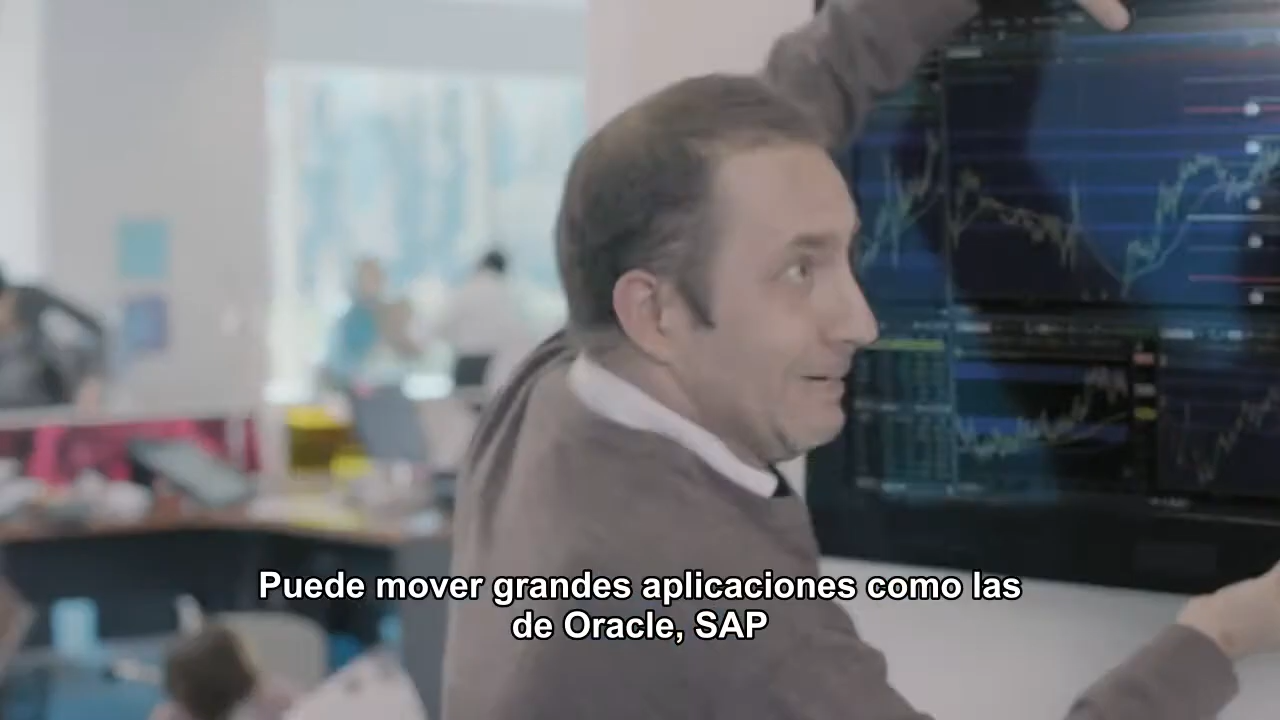 Puede mover grandes aplicaciones como las
de Oracle, SAP